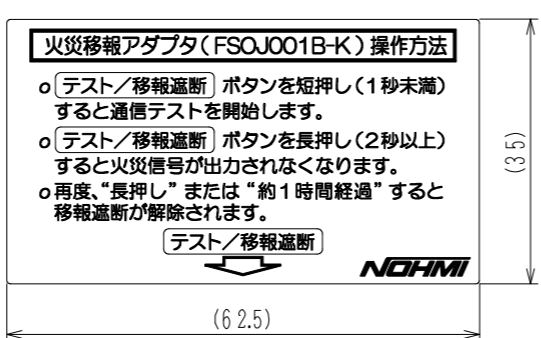 火災移報アダプタ(FSOJ001B-K)操作方法
o テスト/移報遮断 ボタンを短押し(1秒未満)
すると通信テストを開始します。
o テスト/移報遮断 ボタンを長押し(2秒以上)
すると火災信号が出力されなくなります。
o 再度、“長押し”または“約1時間経過”すると
移報遮断が解除されます。
テスト/移報遮断
NOHMI
(35)
(62.5)